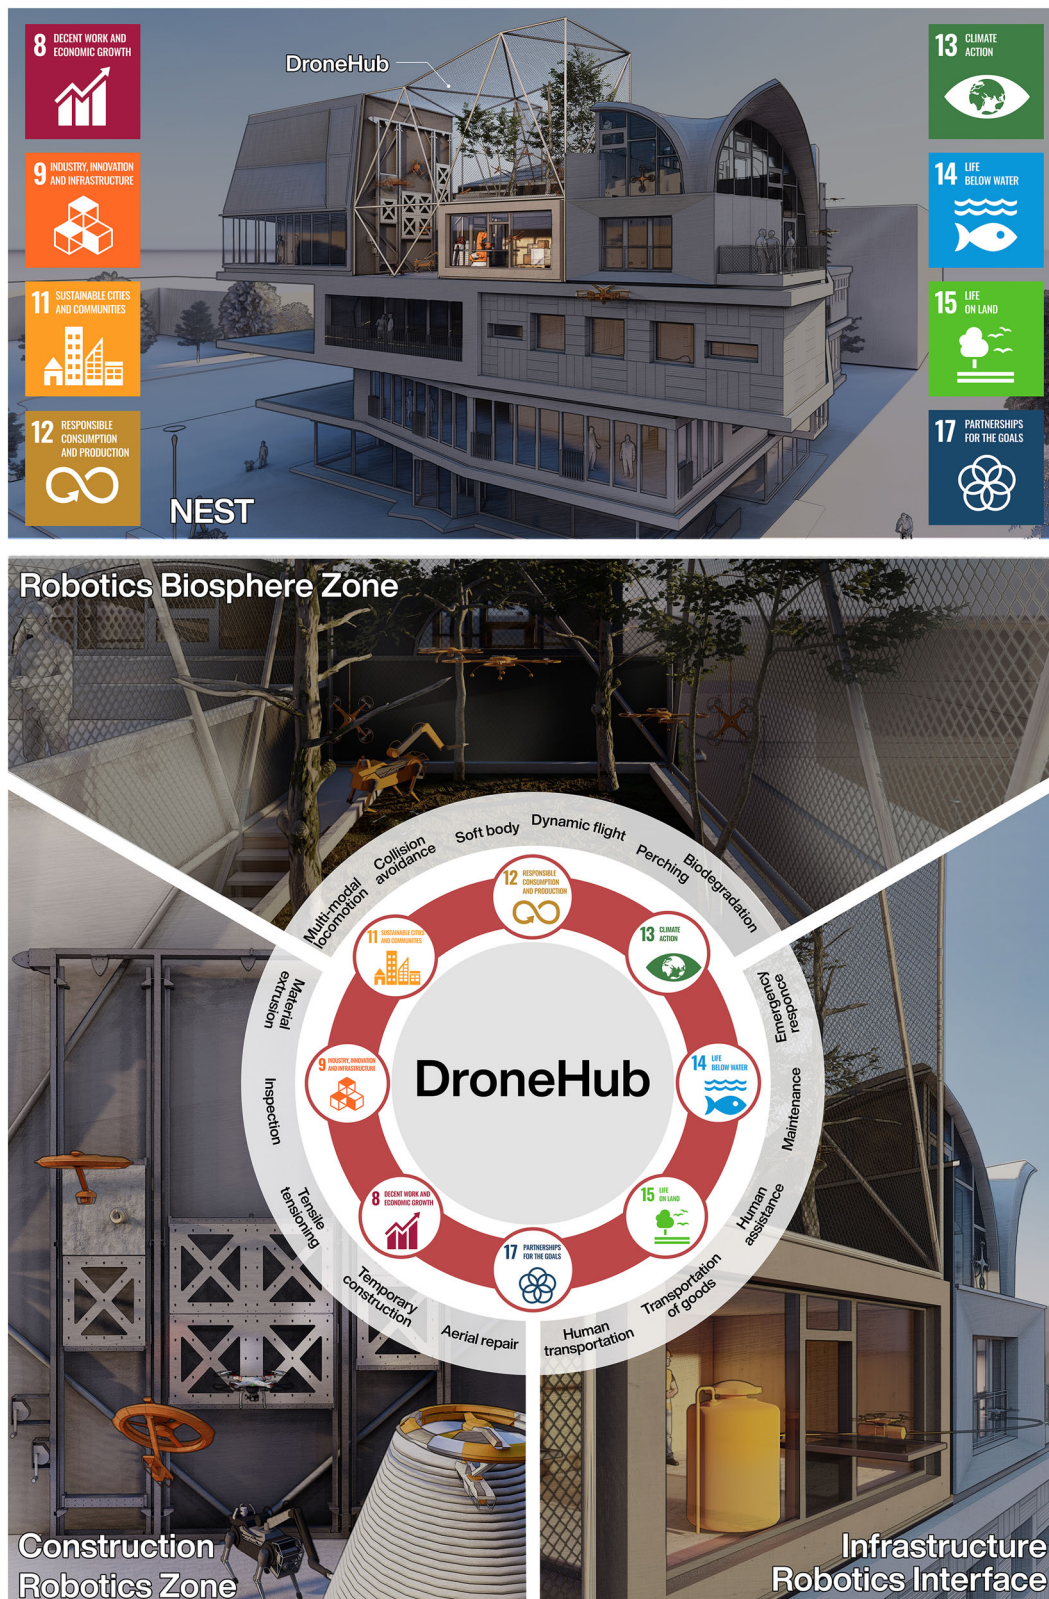 8 DECENT WORK AND
ECONOMIC GROWTH
9 INDUSTRY, INNOVATION
AND INFRASTRUCTURE
11 SUSTAINABLE CITIES
AND COMMUNITIES
12 RESPONSIBLE
CONSUMPTION
AND PRODUCTION
DroneHub
NEST
13 CLIMATE
ACTION
14 LIFE
BELOW WATER
15 LIFE
ON LAND
17 PARTNERSHIPS
FOR THE GOALS
Robotics Biosphere Zone
Multi-modal
locomotion
Collision
avoidance
Soft body
Dynamic flight
Perching
Biodegradation
Emergency
responce
Maintenance
Human
assistance
Transportation
of goods
Human
transportation
Aerial repair
Temporary
construction
Tensile
tensioning
Inspection
Material
extrusion
12 RESPONSIBLE
CONSUMPTION
AND PRODUCTION
13 CLIMATE
ACTION
14 LIFE
BELOW WATER
15 LIFE
ON LAND
17 PARTNERSHIPS
FOR THE GOALS
8 DECENT WORK AND
ECONOMIC GROWTH
9 INDUSTRY, INNOVATION
AND INFRASTRUCTURE
11 SUSTAINABLE CITIES
AND COMMUNITIES
DroneHub
Construction
Robotics Zone
Infrastructure
Robotics Interface